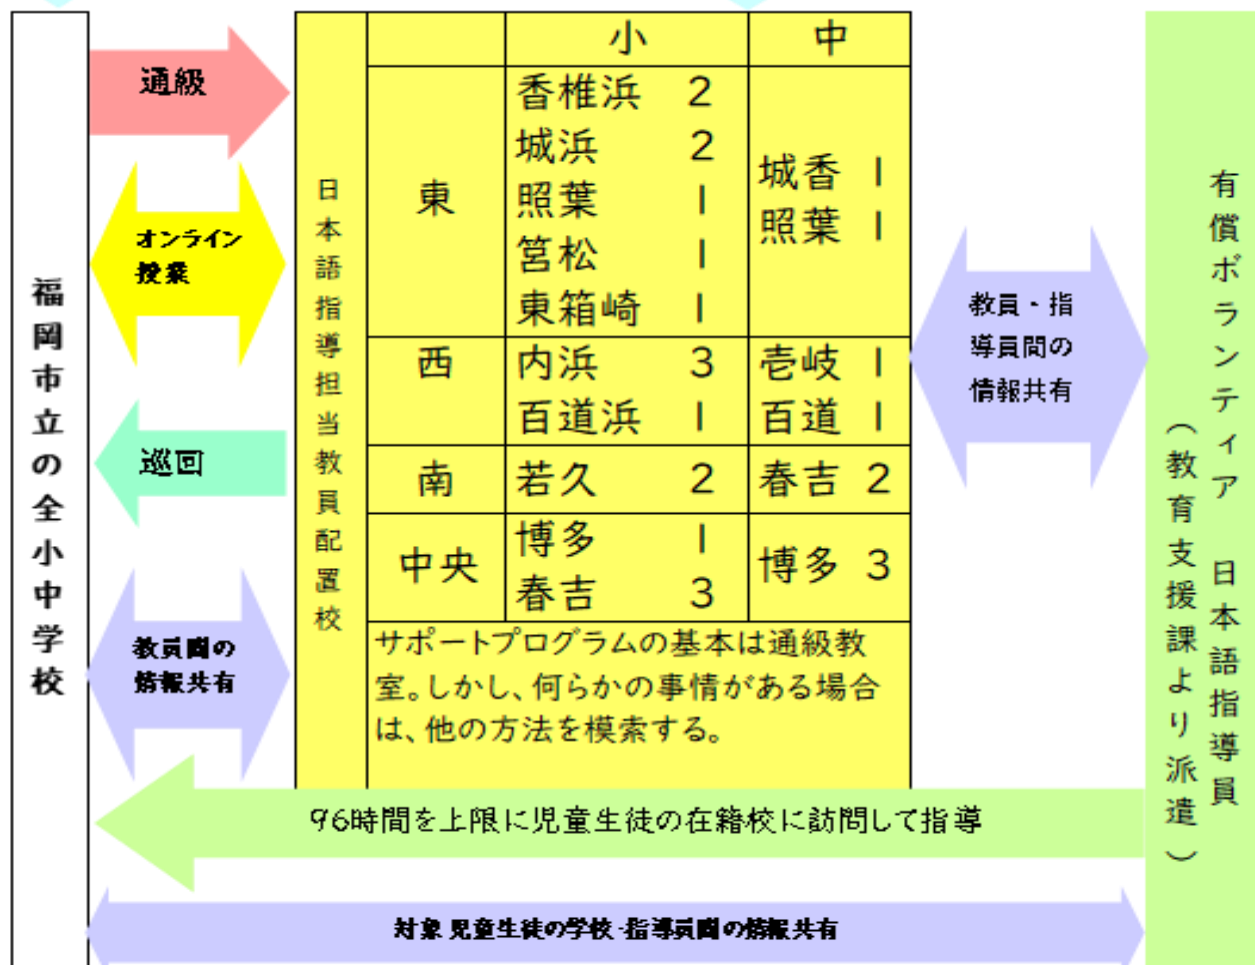 福岡市立の全小中学校
通級
オンライン
授業
巡回
教員間の
情報共有
日本語指導担当教員配置校
小 中
東
香椎浜 2
城浜 2
照葉 1
筥松 1
東箱崎 1
城香 1
照葉 1
西
内浜 3
百道浜 1
壱岐 1
百道 1
南
若久 2
春吉 2
中央
博多 1
春吉 3
博多 3
サポートプログラムの基本は通級教
室。しかし、何らかの事情がある場合
は、他の方法を模索する。
教員・指
導員間の
情報共有
有償ボランティア 日本語指導員
(教育支援課より派遣)
96時間を上限に児童生徒の在籍校に訪問して指導
対象 児童生徒の学校・指導員間の情報共有